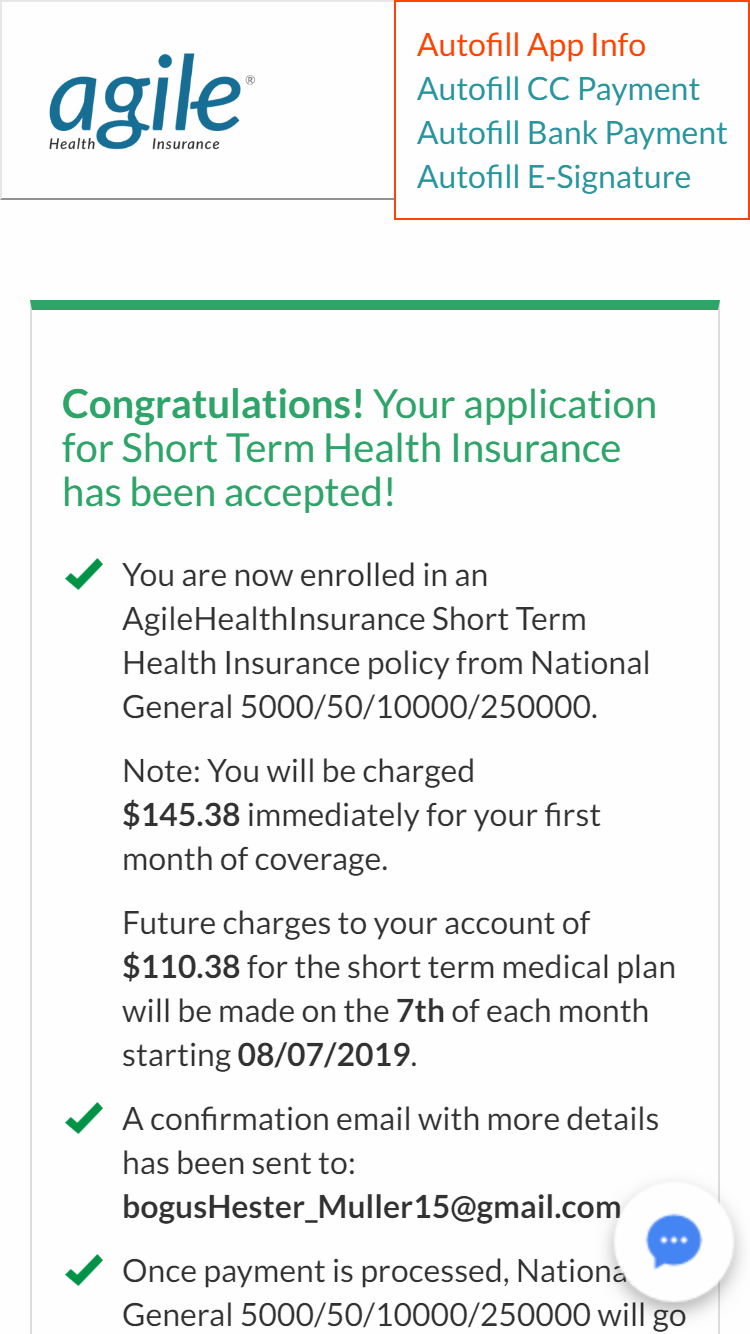 agile®
Health Insurance
Autofill App Info
Autofill CC Payment
Autofill Bank Payment
Autofill E-Signature
Congratulations! Your application
for Short Term Health Insurance
has been accepted!
You are now enrolled in an
AgileHealthInsurance Short Term
Health Insurance policy from National
General 5000/50/10000/250000.
Note: You will be charged
$145.38 immediately for your first
month of coverage.
Future charges to your account of
$110.38 for the short term medical plan
will be made on the 7th of each month
starting 08/07/2019.
A confirmation email with more details
has been sent to:
bogusHester_Muller15@gmail.com
Once payment is processed, Nationa
General 5000/50/10000/250000 will go